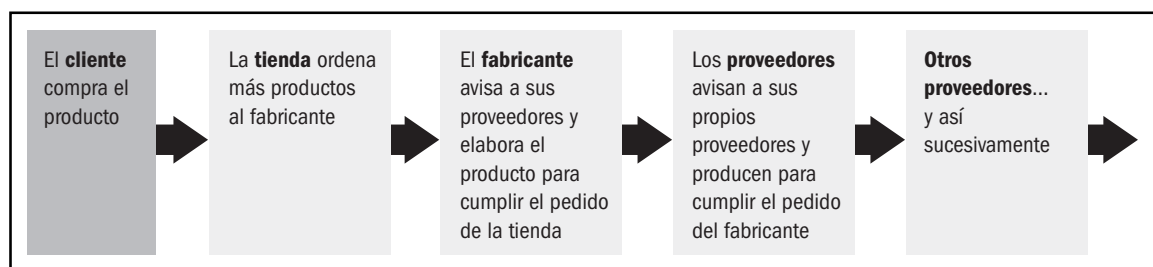 El cliente
compra el
producto
La tienda ordena
más productos
al fabricante
El fabricante
avisa a sus
proveedores y
elabora el
producto para
cumplir el pedido
de la tienda
Los proveedores
avisan a sus
propios
proveedores y
producen para
cumplir el pedido
del fabricante
Otros
proveedores...
y así
sucesivamente